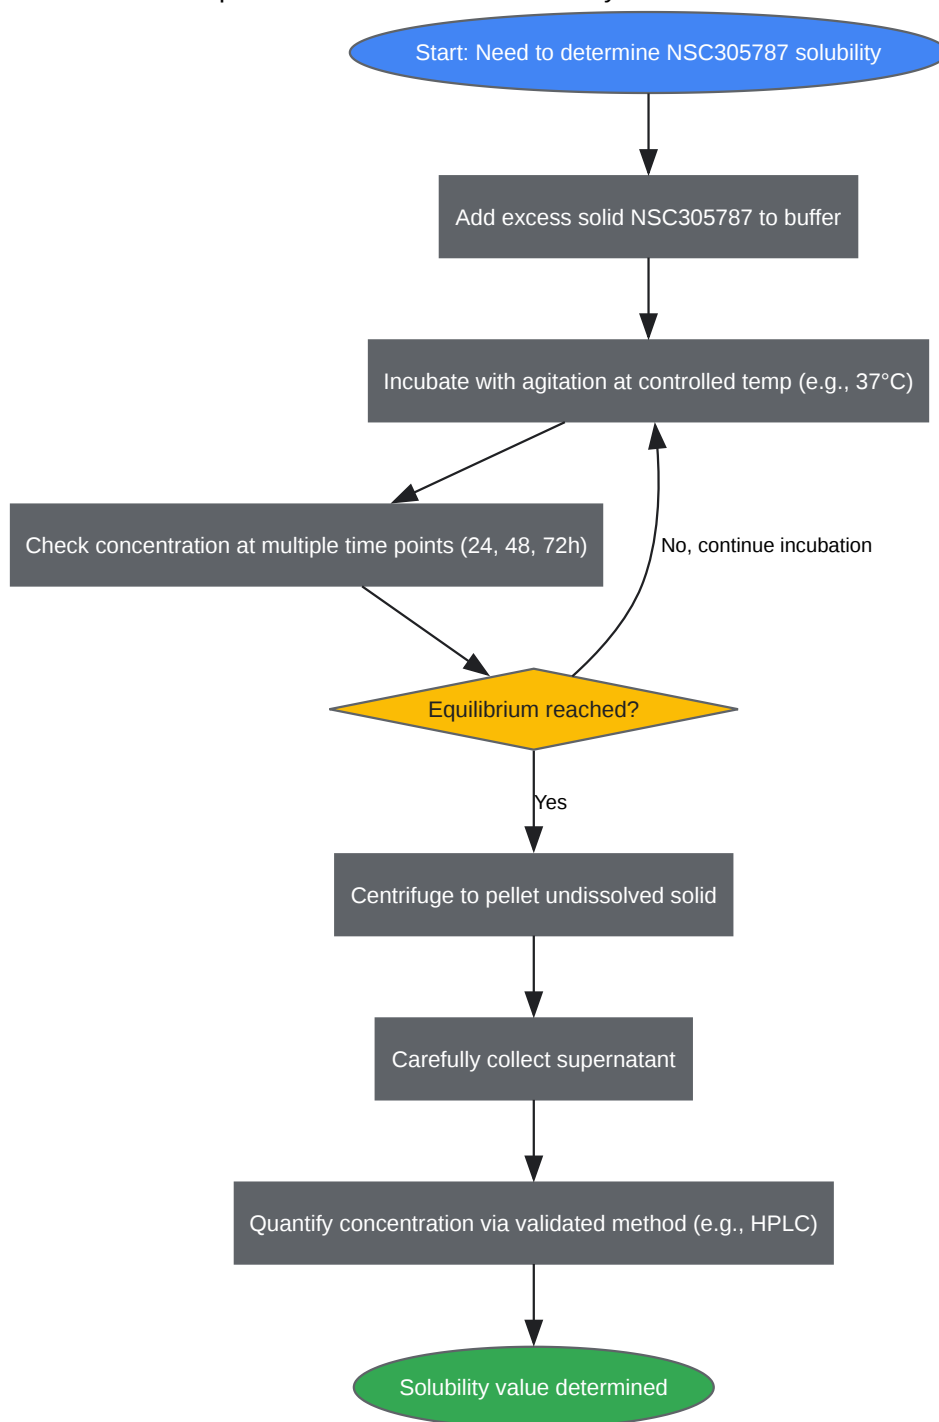 Start: Need to determine NSC305787 solubility
Add excess solid NSC305787 to buffer
Incubate with agitation at controlled temp (e.g., 37°C)
Check concentration at multiple time points (24, 48, 72h)
No, continue incubation
Equilibrium reached?
Yes
Centrifuge to pellet undissolved solid
Carefully collect supernatant
Quantify concentration via validated method (e.g., HPLC)
Solubility value determined